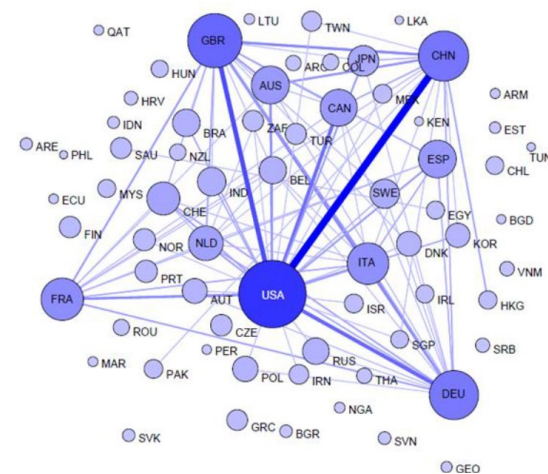 LTU
TWN
LKA
QAT
GBR
CHN
ARG
COL
JPN
HUN
AUS
MEX
ARM
HRV
CAN
KEN
IDN
BRA
ZAF
TUR
EST
ARE
PHL
SAU
NZL
ESP
TUN
CHL
BEL
MYS
IND
SWE
ECU
CHE
EGY
BGD
FIN
NOR
NLD
DNK
KOR
PRT
ITA
VNM
FRA
AUT
USA
ISR
IRL
HKG
ROU
CZE
SGP
SRB
PER
RUS
MAR
PAK
POL
IRN
THA
DEU
NGA
GRC
BGR
SVK
SVN
GEO